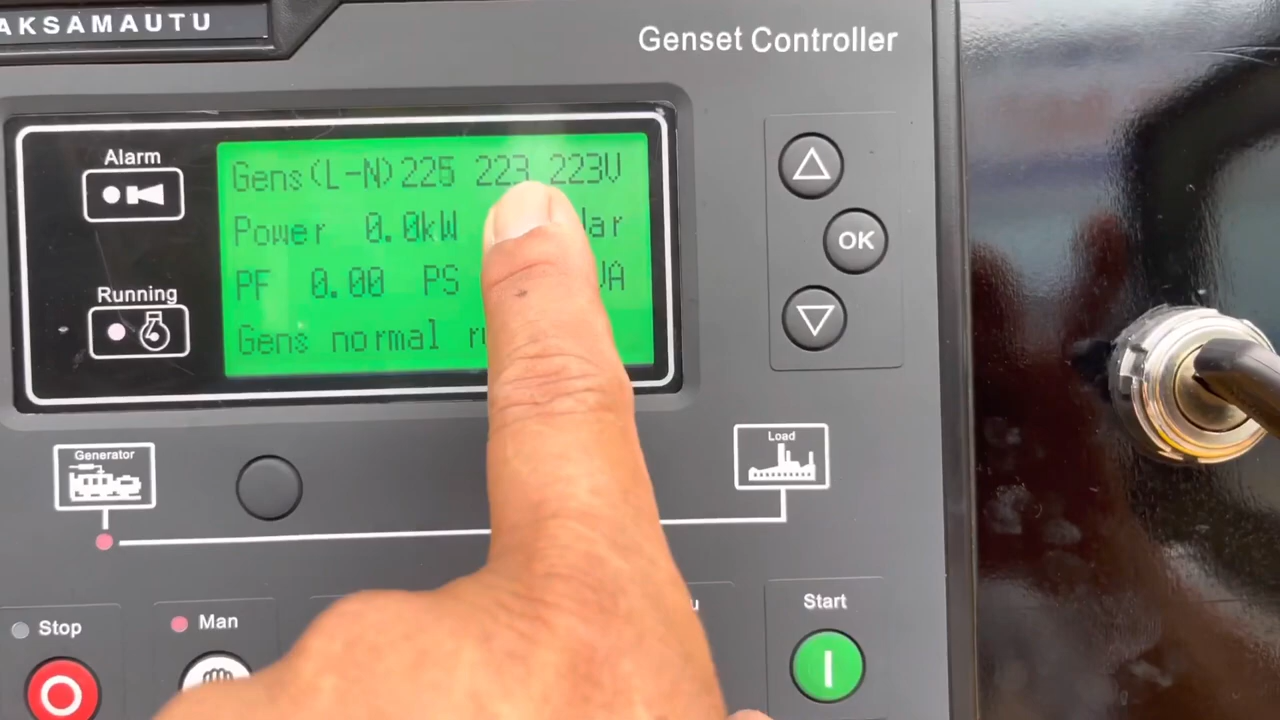 AKSAMAUTU
Genset Controller
Alarm
Gens(L-N)225 223 223V
Power 0.0kW
PF 0.00 PS
Running
Gens normal
Generator
Load
Stop
Man
Start
OK